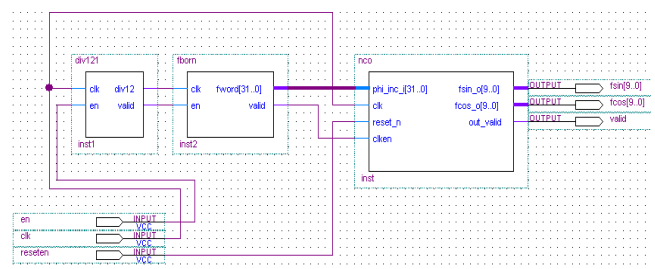 div121 fborn nco
clk div12 clk fword[31..0] phi_inc_i[31..0] fsin_o[9..0] OUTPUT fsin[9..0]
en valid en valid clk fcos_o[9..0] OUTPUT fcos[9..0]
reset_n out_valid OUTPUT valid
clken
inst1 inst2
inst
en INPUT
VCC
clk INPUT
VCC
reseten INPUT
VCC